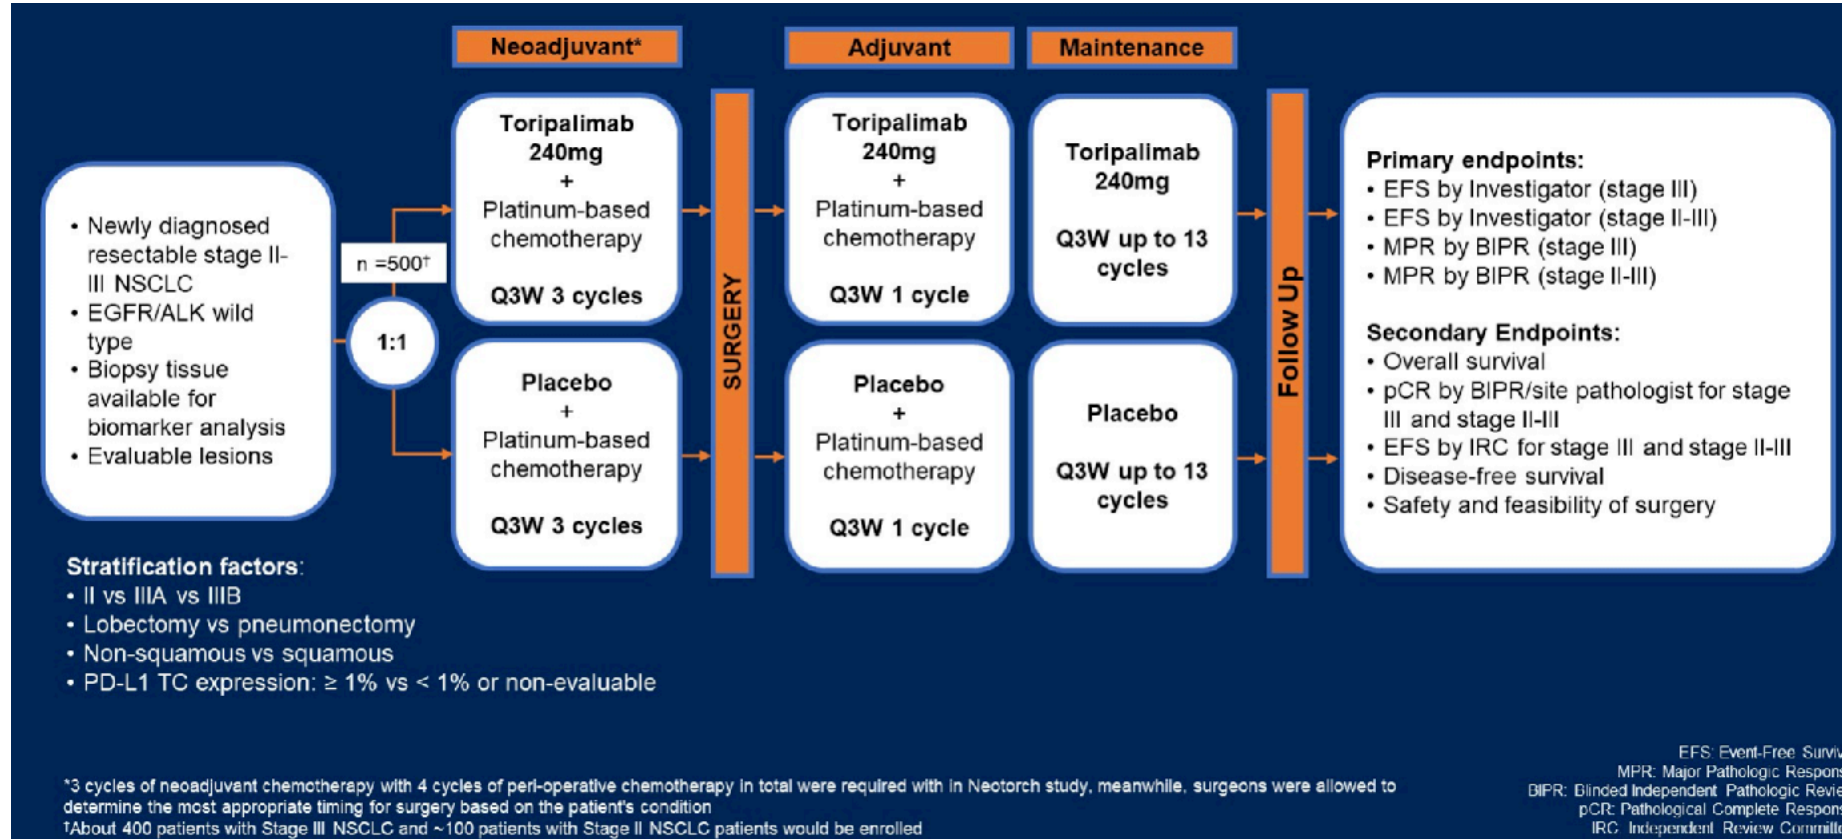 Neoadjuvant*
Adjuvant
Maintenance
• Newly diagnosed
resectable stage II-
III NSCLC
• EGFR/ALK wild
type
• Biopsy tissue
available for
biomarker analysis
• Evaluable lesions
n =500†
1:1
Toripalimab
240mg
+
Platinum-based
chemotherapy
Q3W 3 cycles
Placebo
+
Platinum-based
chemotherapy
Q3W 3 cycles
SURGERY
Toripalimab
240mg
+
Platinum-based
chemotherapy
Q3W 1 cycle
Placebo
+
Platinum-based
chemotherapy
Q3W 1 cycle
Toripalimab
240mg
Q3W up to 13
cycles
Placebo
Q3W up to 13
cycles
Follow Up
Primary endpoints:
• EFS by Investigator (stage III)
• EFS by Investigator (stage II-III)
• MPR by BIPR (stage III)
• MPR by BIPR (stage II-III)
Secondary Endpoints:
• Overall survival
• pCR by BIPR/site pathologist for stage
III and stage II-III
• EFS by IRC for stage III and stage II-III
• Disease-free survival
• Safety and feasibility of surgery
Stratification factors:
• II vs IIIA vs IIIB
• Lobectomy vs pneumonectomy
• Non-squamous vs squamous
• PD-L1 TC expression: ≥ 1% vs < 1% or non-evaluable
*3 cycles of neoadjuvant chemotherapy with 4 cycles of peri-operative chemotherapy in total were required with in Neotorch study, meanwhile, surgeons were allowed to
determine the most appropriate timing for surgery based on the patient's condition
†About 400 patients with Stage III NSCLC and ~100 patients with Stage II NSCLC patients would be enrolled
EFS: Event-Free Surviv
MPR: Major Pathologic Respons
BIPR: Blinded Independent Pathologic Revie
pCR: Pathological Complete Respons
IRC: Independent Review Committe